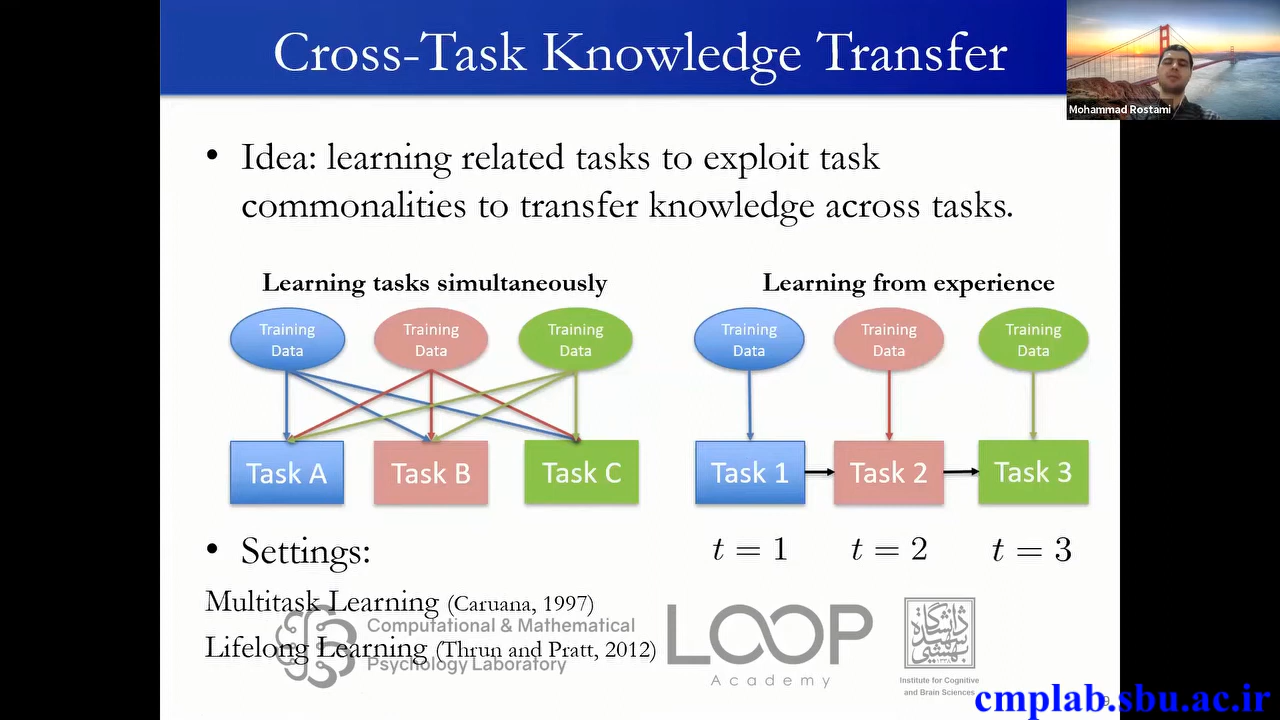 Cross-Task Knowledge Transfer
Mohammad Rostami
• Idea: learning related tasks to exploit task
commonalities to transfer knowledge across tasks.
Learning tasks simultaneously
Training
Data
Training
Data
Training
Data
Task A
Task B
Task C
Learning from experience
Training
Data
Training
Data
Training
Data
Task 1
Task 2
Task 3
t = 1
t = 2
t = 3
• Settings:
Multitask Learning (Caruana, 1997)
Lifelong Learning (Thrun and Pratt, 2012)
Computational & Mathematical
Psychology Laboratory
LOOP
Academy
دانشگاه
شهید
بهشتی
Institute for Cognitive
and Brain Sciences
cmplab.sbu.ac.ir